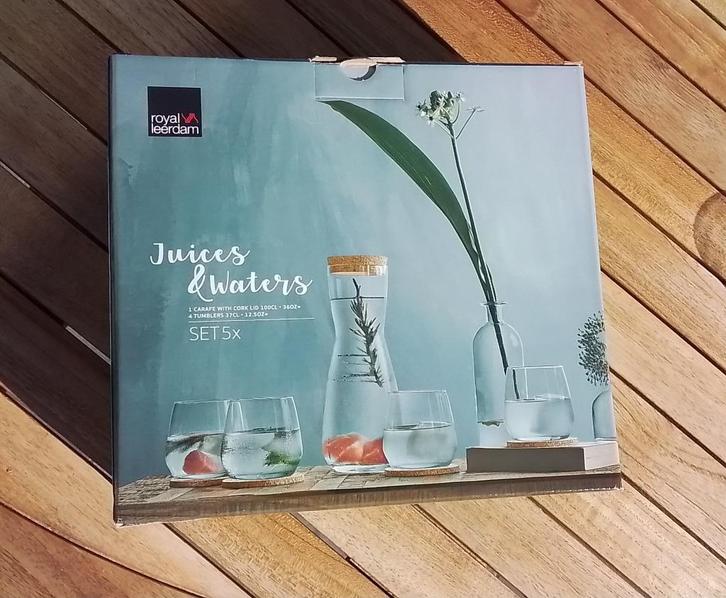 royal
leerdam
Juices
&Waters
1 CARAFE WITH CORK LID 100CL • 36OZ
4 TUMBLERS 37CL • 12.5OZ
SET 5x